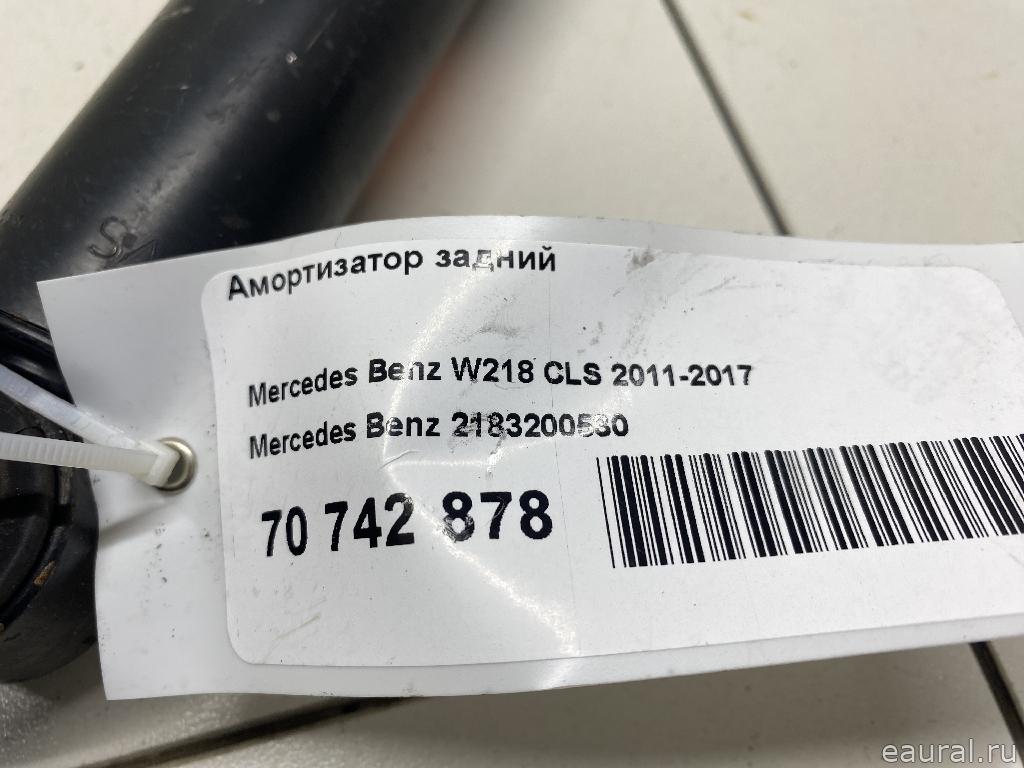 Амортизатор задний
Mercedes Benz W218 CLS 2011-2017
Mercedes Benz 2183200530
70 742 878
eaural.ru